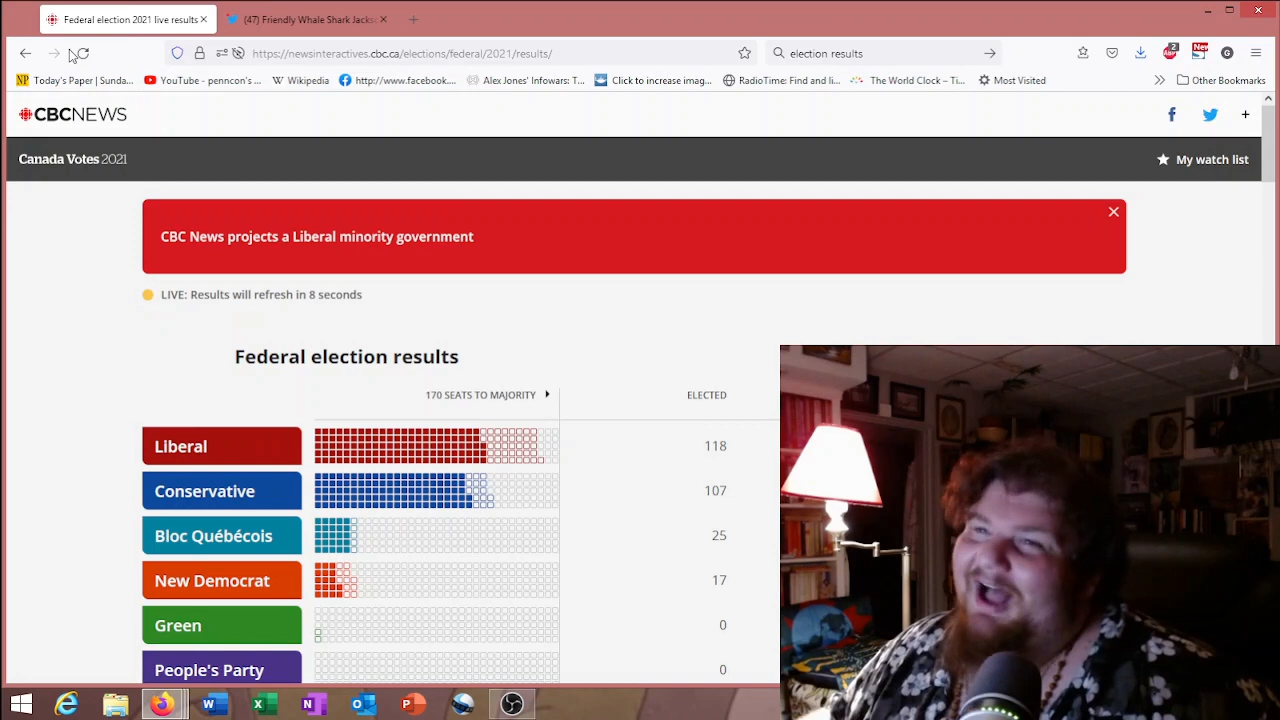 Federal election 2021 live results
(47) Friendly Whale Shark Jacks
https://newsinteractives.cbc.ca/elections/federal/2021/results/
election results
2
New
G
NP Today's Paper | Sunda...
YouTube - penncon's ...
W Wikipedia
http://www.facebook....
Alex Jones' Infowars: T...
Click to increase imag...
RadioTime: Find and li...
The World Clock – Ti...
Most Visited
Other Bookmarks
CBCNEWS
Canada Votes 2021
My watch list
CBC News projects a Liberal minority government
LIVE: Results will refresh in 8 seconds
Federal election results
170 SEATS TO MAJORITY
ELECTED
Liberal 118
Conservative 107
Bloc Québécois 25
New Democrat 17
Green 0
People's Party 0